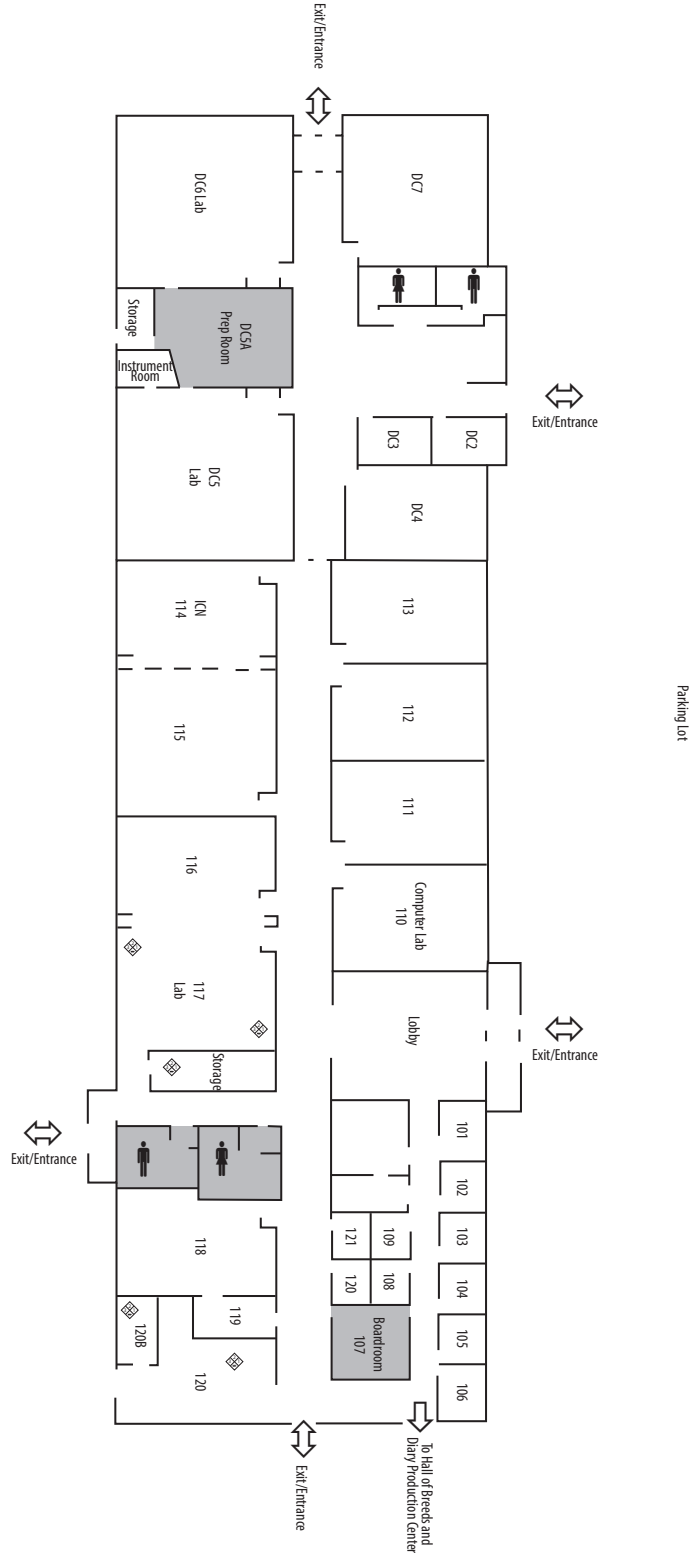 Exit/Entrance
DC6 Lab
DC7
Storage
DC5A
Prep Room
Instrument
Room
Exit/Entrance
DC3
DC2
DC5
Lab
DC4
ICN
114
113
Parking Lot
115
112
111
116
Computer Lab
110
117
Lab
Lobby
Exit/Entrance
Storage
101
Exit/Entrance
102
118
121
109
103
119
120
108
104
120B
120
Boardroom
107
105
106
Exit/Entrance
To Hall of Breeds and
Diary Production Center